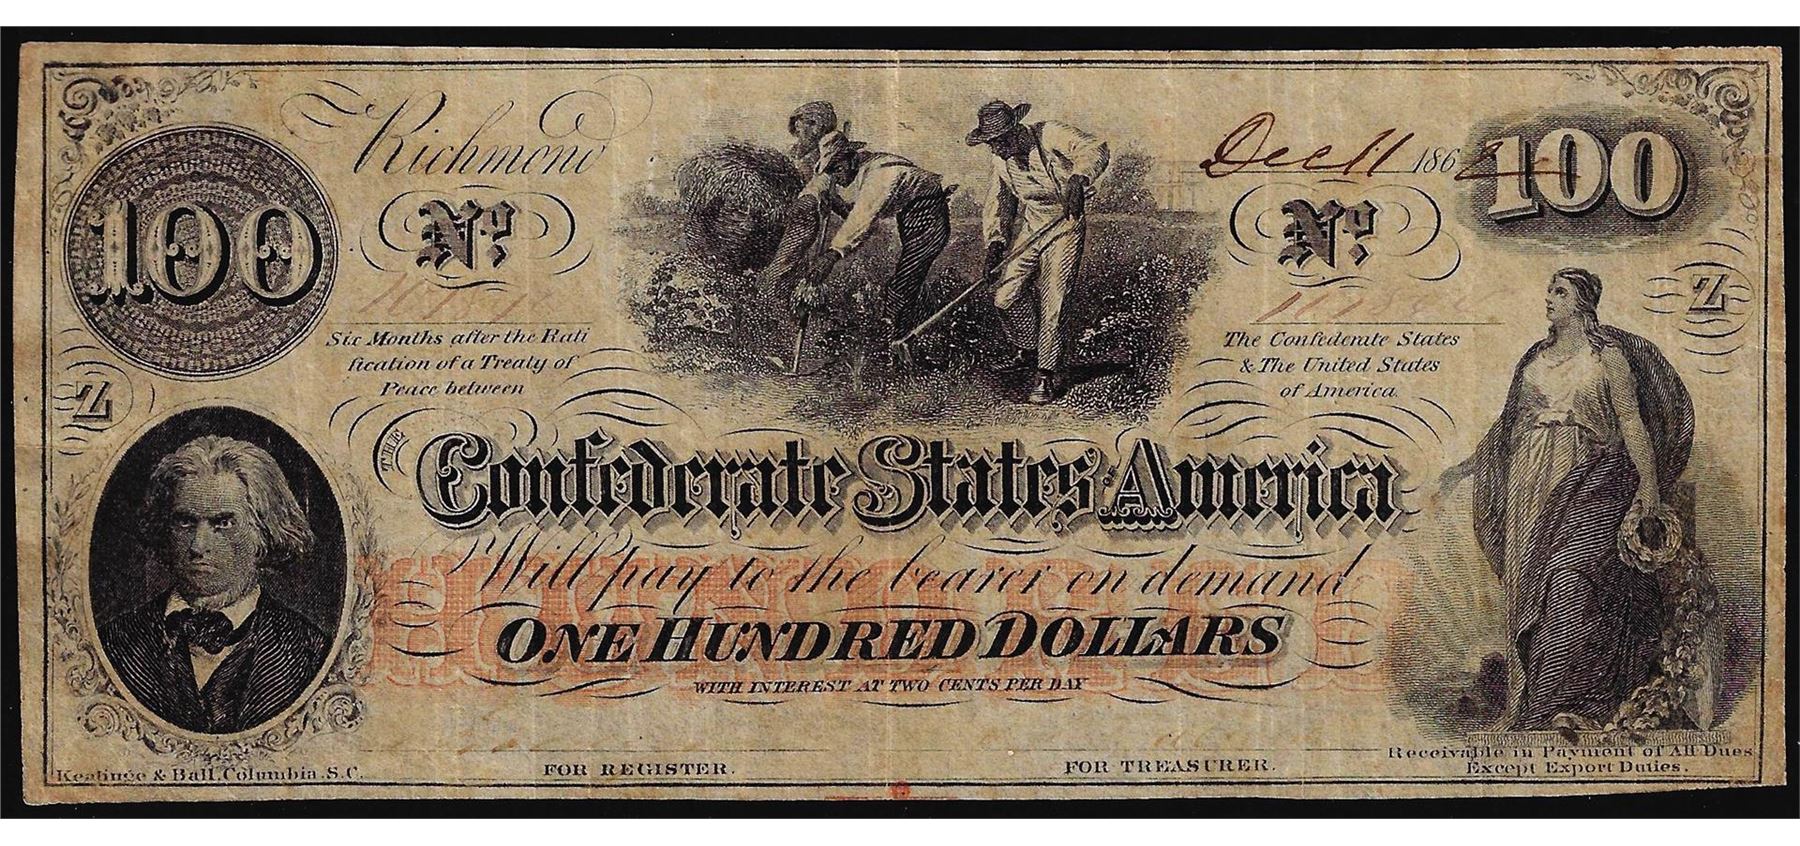 Richmond
Dec 11 1862
100
100
No.
No.
Six Months after the Rati
fication of a Treaty of
Peace between
The Confederate States
& The United States
of America.
Z
Z
THE
Confederate States America
Will pay to the bearer on demand
ONE HUNDRED DOLLARS
WITH INTEREST AT TWO CENTS PER DAY
FOR REGISTER.
FOR TREASURER.
Keatinge & Ball, Columbia, S.C.
Receivable in Payment of All Dues
Except Export Duties.